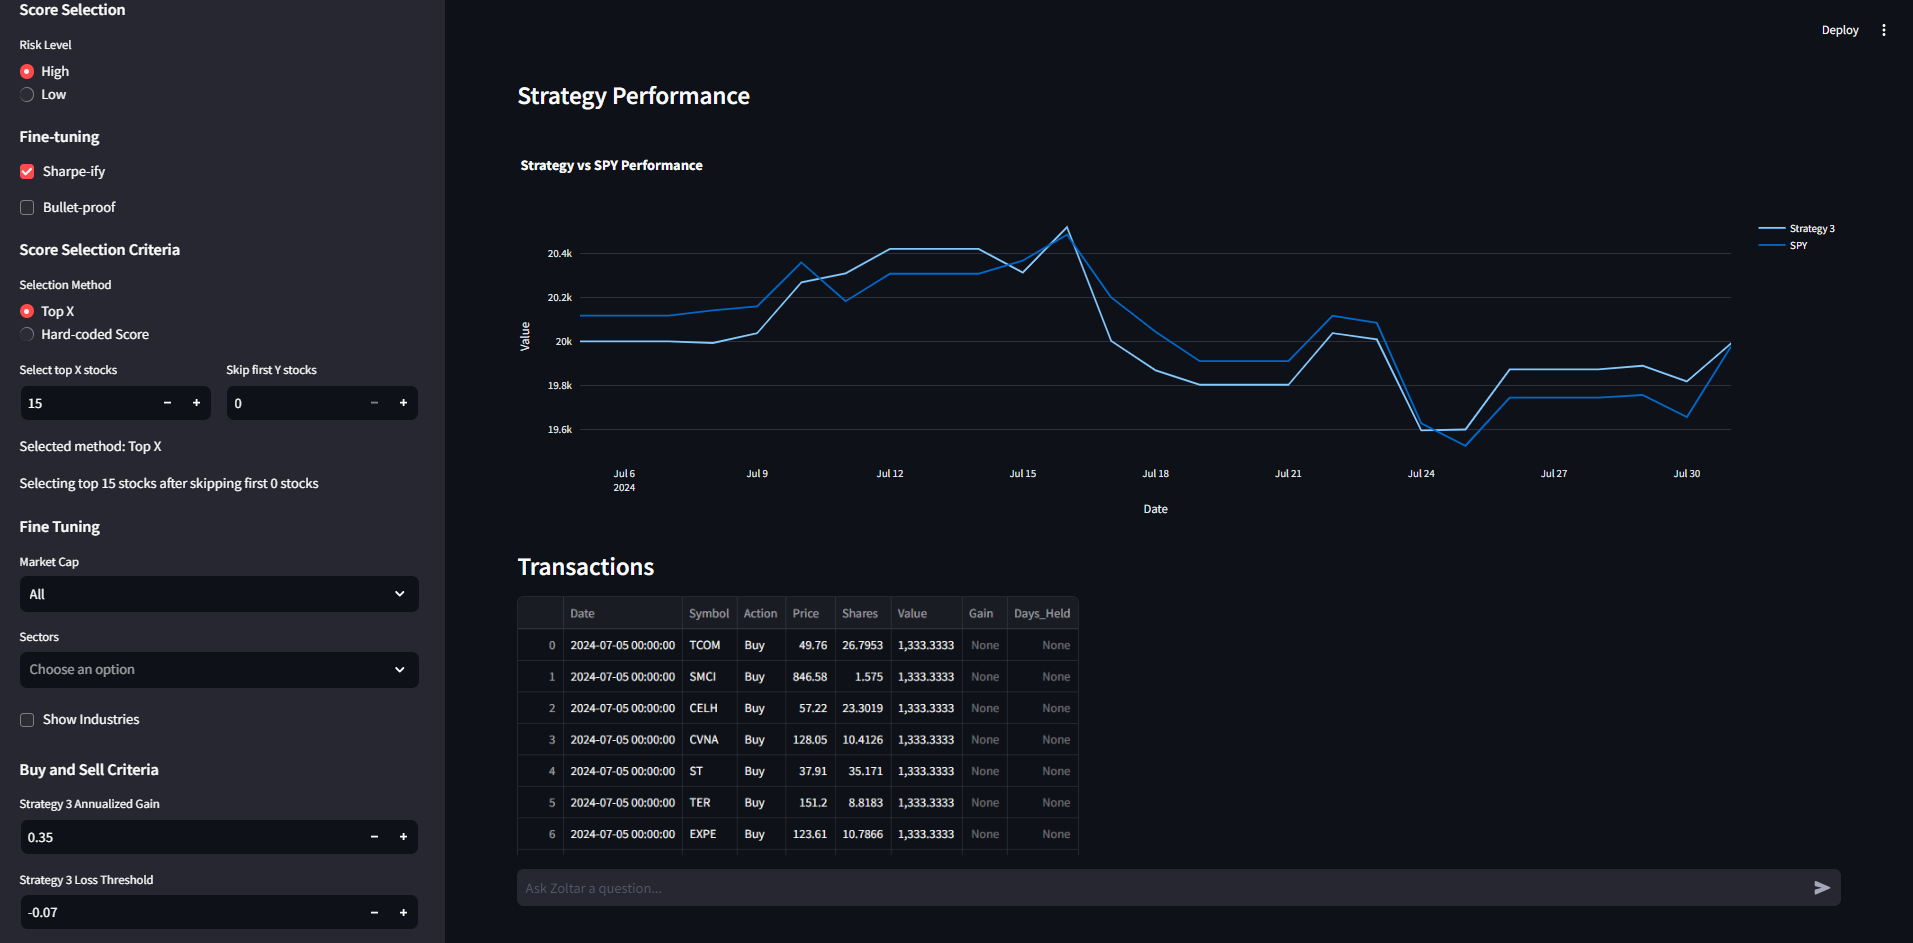 Score Selection
Risk Level
High
Low
Fine-tuning
Sharpe-ify
Bullet-proof
Score Selection Criteria
Selection Method
Top X
Hard-coded Score
Select top X stocks Skip first Y stocks
15 - + 0 - +
Selected method: Top X
Selecting top 15 stocks after skipping first 0 stocks
Fine Tuning
Market Cap
All
Sectors
Choose an option
Show Industries
Buy and Sell Criteria
Strategy 3 Annualized Gain
0.35 - +
Strategy 3 Loss Threshold
-0.07 - +
Deploy
Strategy Performance
Strategy vs SPY Performance
Strategy 3
SPY
20.4k
20.2k
20k
19.8k
19.6k
Value
Jul 6 Jul 9 Jul 12 Jul 15 Jul 18 Jul 21 Jul 24 Jul 27 Jul 30
2024
Date
Transactions
Date Symbol Action Price Shares Value Gain Days_Held
0 2024-07-05 00:00:00 TCOM Buy 49.76 26.7953 1,333.3333 None None
1 2024-07-05 00:00:00 SMCI Buy 846.58 1.575 1,333.3333 None None
2 2024-07-05 00:00:00 CELH Buy 57.22 23.3019 1,333.3333 None None
3 2024-07-05 00:00:00 CVNA Buy 128.05 10.4126 1,333.3333 None None
4 2024-07-05 00:00:00 ST Buy 37.91 35.171 1,333.3333 None None
5 2024-07-05 00:00:00 TER Buy 151.2 8.8183 1,333.3333 None None
6 2024-07-05 00:00:00 EXPE Buy 123.61 10.7866 1,333.3333 None None
Ask Zoltar a question...